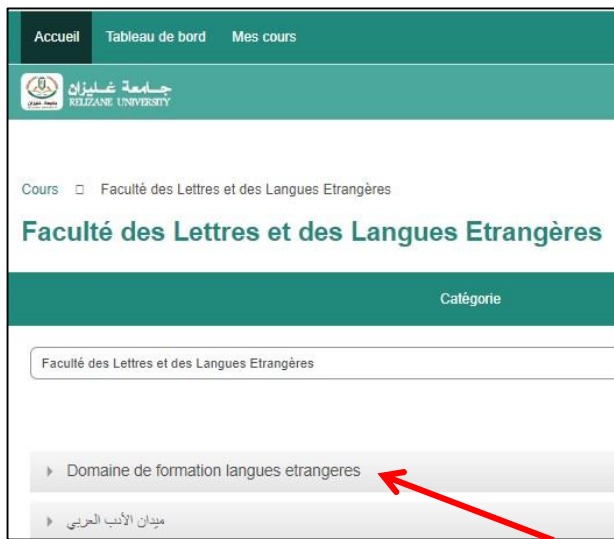 Accueil Tableau de bord Mes cours
جامعة غليزان
RELIZANE UNIVERSITY
Cours Faculté des Lettres et des Langues Etrangères
Faculté des Lettres et des Langues Etrangères
Catégorie
Faculté des Lettres et des Langues Etrangères
Domaine de formation langues etrangeres
ميدان الأدب العربي